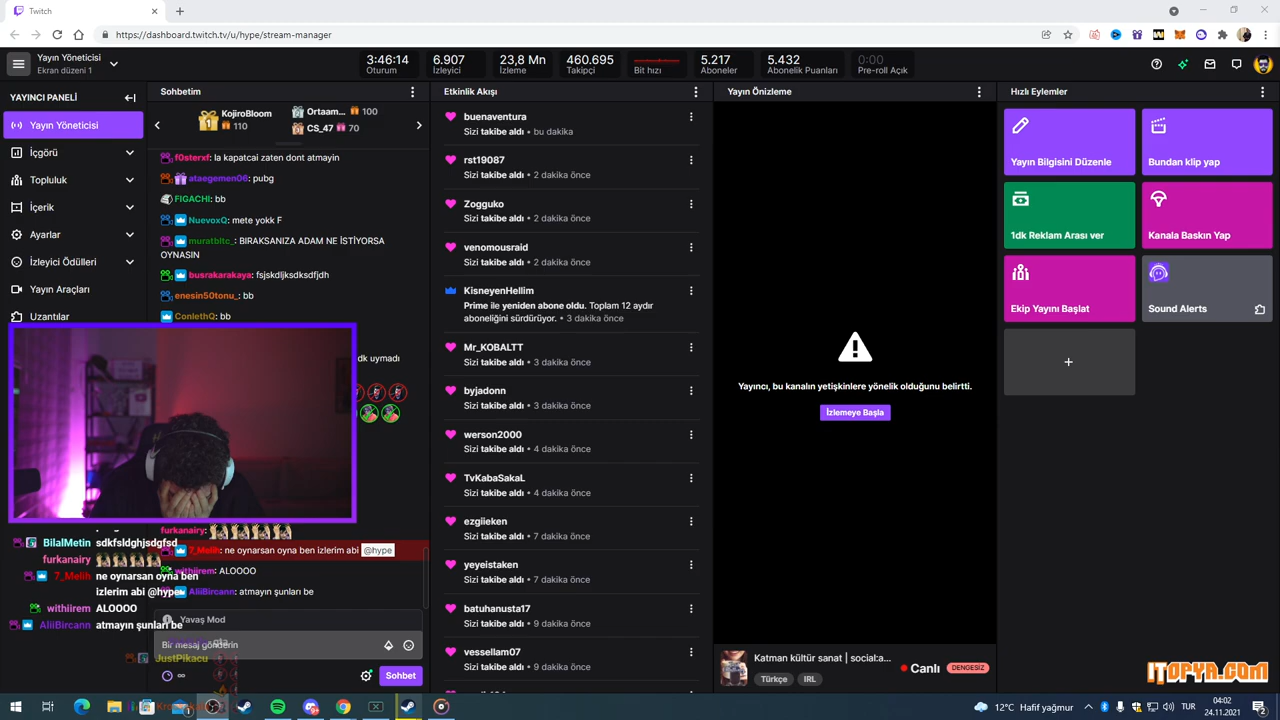 Twitch
https://dashboard.twitch.tv/u/hype/stream-manager
Yayın Yöneticisi
Ekran düzeni 1
3:46:14
Oturum
6.907
İzleyici
23,8 Mn
İzleme
460.695
Takipçi
Bit hızı
5.217
Aboneler
5.432
Abonelik Puanları
0:00
Pre-roll Açık
YAYINCI PANELİ
Yayın Yöneticisi
İçgörü
Topluluk
İçerik
Ayarlar
İzleyici Ödülleri
Yayın Araçları
Uzantılar
Sohbetim
1
KojiroBloom
110
Ortaam...
100
CS_47
70
f0sterxf: la kapatcai zaten dont atmayin
ataegemen06: pubg
FIGACHI: bb
NuevoxQ: mete yokk F
muratbltc_: BIRAKSANIZA ADAM NE İSTİYORSA
OYNASIN
busrakarakaya: fsjskdljksdksdfjdh
enesin50tonu_: bb
ConlethQ: bb
dk uymadı
furkanairy:
7_Melih: ne oynarsan oyna ben izlerim abi @hype
withiirem: ALOOOO
AliiBircann: atmayın şunları be
BilalMetin sdkfsldghjsdgfsd
furkanairy
7_Melih ne oynarsan oyna ben
izlerim abi @hype
withiirem ALOOOO
AliiBircann atmayın şunları be
JustPikacu
Yavaş Mod
Bir mesaj gönderin
Sohbet
Etkinlik Akışı
buenaventura
Sizi takibe aldı • bu dakika
rst19087
Sizi takibe aldı • 2 dakika önce
Zogguko
Sizi takibe aldı • 2 dakika önce
venomousraid
Sizi takibe aldı • 2 dakika önce
KisneyenHellim
Prime ile yeniden abone oldu. Toplam 12 aydır
aboneliğini sürdürüyor. • 3 dakika önce
Mr_KOBALTT
Sizi takibe aldı • 3 dakika önce
byjadonn
Sizi takibe aldı • 3 dakika önce
werson2000
Sizi takibe aldı • 4 dakika önce
TvKabaSakaL
Sizi takibe aldı • 4 dakika önce
ezgiieken
Sizi takibe aldı • 7 dakika önce
yeyeistaken
Sizi takibe aldı • 7 dakika önce
batuhanusta17
Sizi takibe aldı • 9 dakika önce
vessellam07
Sizi takibe aldı • 9 dakika önce
Yayın Önizleme
Yayıncı, bu kanalın yetişkinlere yönelik olduğunu belirtti.
İzlemeye Başla
Katman kültür sanat | social:a...
Türkçe
IRL
Canlı
DENGESİZ
Hızlı Eylemler
Yayın Bilgisini Düzenle
Bundan klip yap
1dk Reklam Arası ver
Kanala Baskın Yap
Ekip Yayını Başlat
Sound Alerts
İTOPYA.COM
12°C Hafif yağmur
TUR
04:02
24.11.2021
2